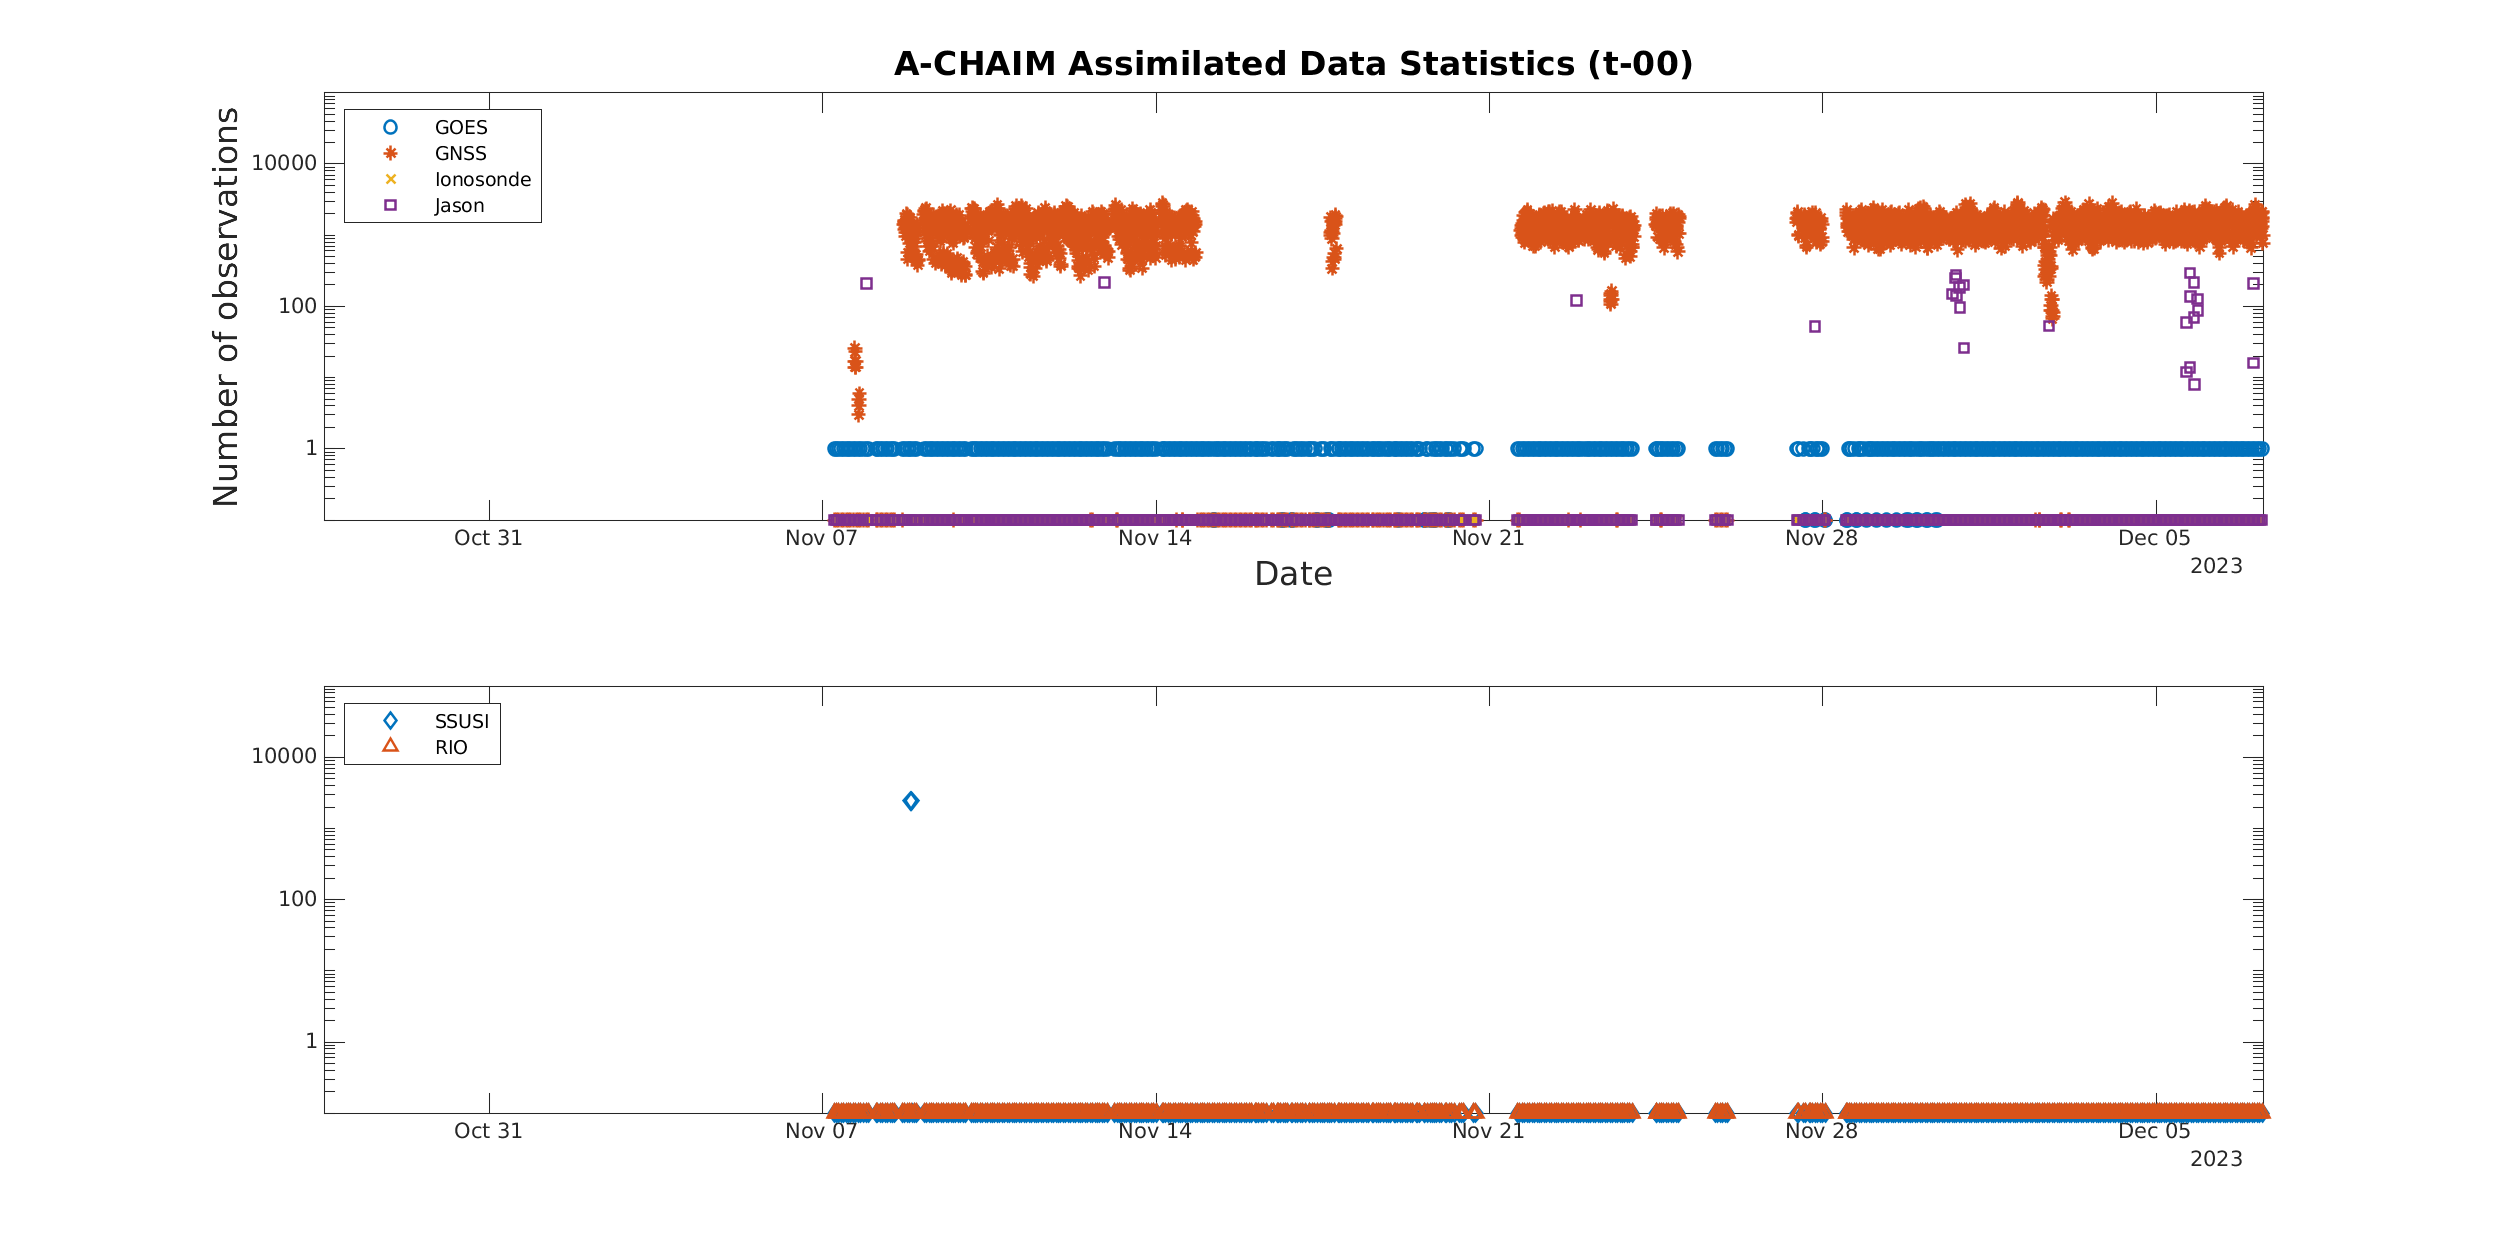 A-CHAIM Assimilated Data Statistics (t-00)
Number of observations
GOES
GNSS
Ionosonde
Jason
10000
100
1
Oct 31 Nov 07 Nov 14 Nov 21 Nov 28 Dec 05
2023
Date
SSUSI
RIO
10000
100
1
Oct 31 Nov 07 Nov 14 Nov 21 Nov 28 Dec 05
2023